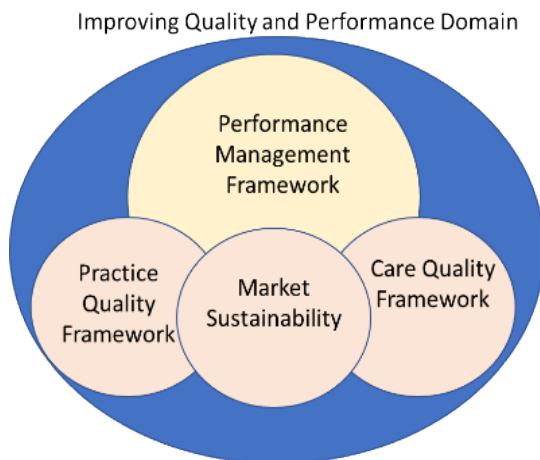 Improving Quality and Performance Domain
Performance
Management
Framework
Practice
Quality
Framework
Market
Sustainability
Care Quality
Framework